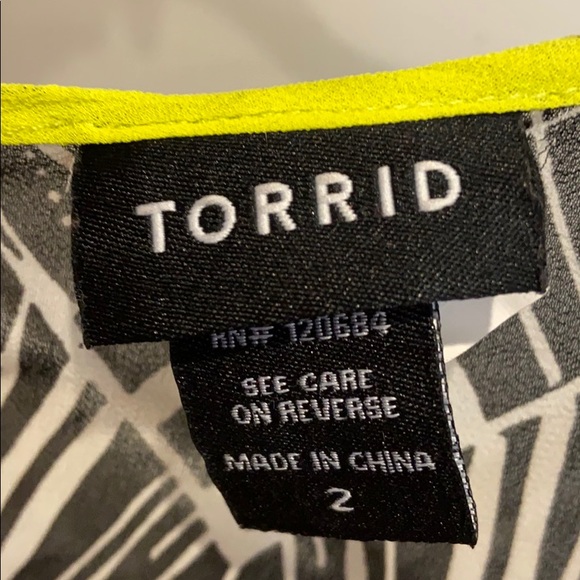 TORRID
RN# 120684
SEE CARE
ON REVERSE
MADE IN CHINA
2